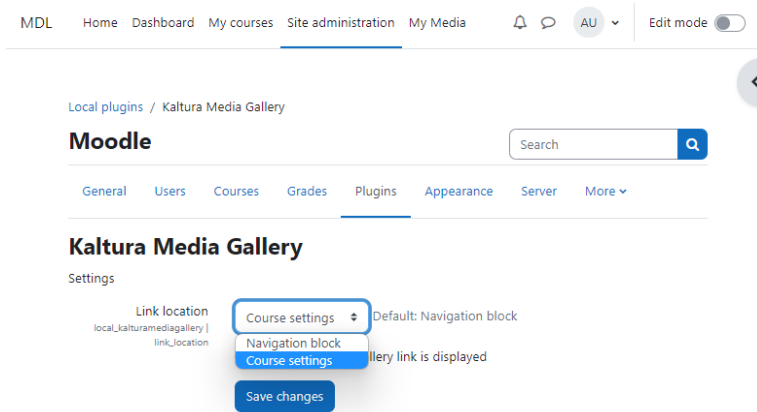 MDL Home Dashboard My courses Site administration My Media AU Edit mode
Local plugins / Kaltura Media Gallery
Moodle
Search
General Users Courses Grades Plugins Appearance Server More
Kaltura Media Gallery
Settings
Link location
local_kalturamediagallery |
link_location
Course settings Default: Navigation block
Navigation block
Course settings
llery link is displayed
Save changes